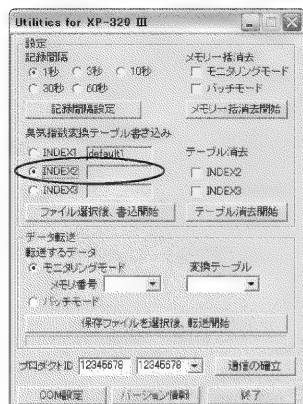 Utilities for XP-329 III
設定
記録間隔
1秒 3秒 10秒
30秒 60秒
記録間隔設定
メモリ一括消去
モニタリングモード
バッチモード
メモリ一括消去開始
臭気指数変換テーブル書き込み
INDEX1 default1
INDEX2
INDEX3
ファイル選択後、書込開始
テーブル消去
INDEX2
INDEX3
テーブル消去開始
データ転送
転送するデータ
モニタリングモード
メモリ番号
バッチモード
変換テーブル
保存ファイルを選択後、転送開始
プロダクトID 12345678 12345678 通信の確立
COM設定 バージョン情報 終了